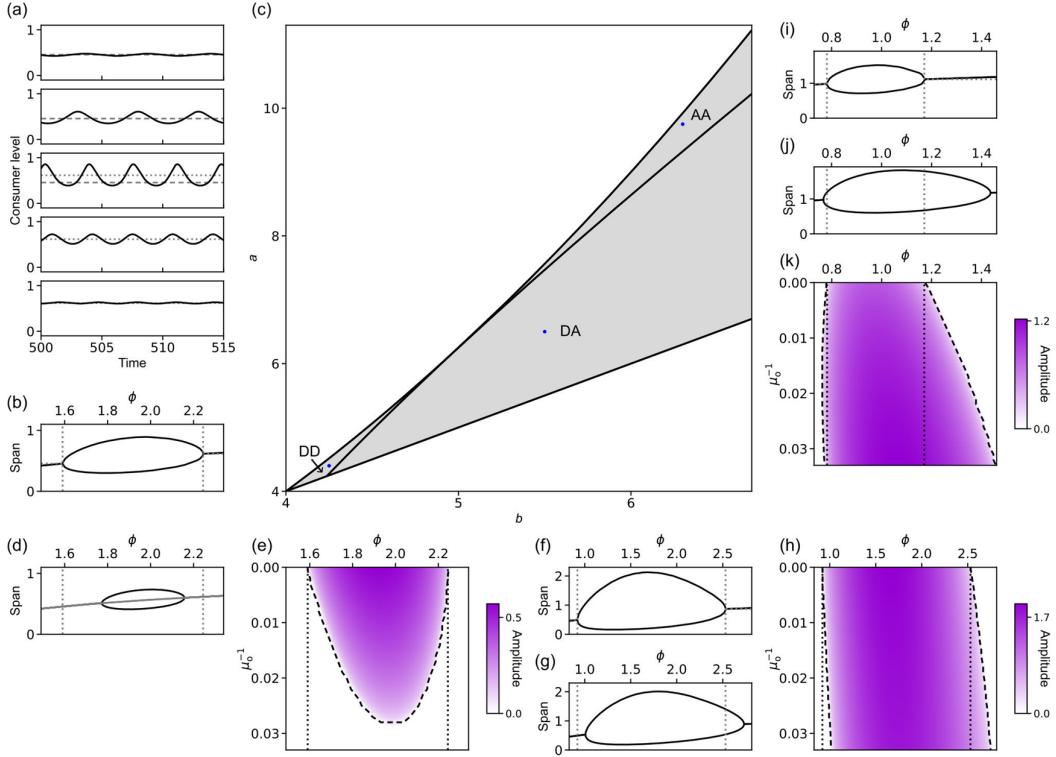 (a)
1
0
1
0
1
0
1
0
1
0
Consumer level
500 505 510 515
Time
(b)
ϕ
1.6 1.8 2.0 2.2
1
0
Span
(c)
10
8
6
4
a
4 5 6
b
AA
DA
DD
(d)
ϕ
1.6 1.8 2.0 2.2
1
0
Span
(e)
ϕ
1.6 1.8 2.0 2.2
0.00
0.01
0.02
0.03
μo⁻¹
0.5
0.0
Amplitude
(f)
ϕ
1.0 1.5 2.0 2.5
2
1
0
Span
(g)
ϕ
1.0 1.5 2.0 2.5
2
1
0
Span
(h)
ϕ
1.0 1.5 2.0 2.5
0.00
0.01
0.02
0.03
μo⁻¹
1.7
0.0
Amplitude
(i)
ϕ
0.8 1.0 1.2 1.4
1
0
Span
(j)
ϕ
0.8 1.0 1.2 1.4
1
0
Span
(k)
ϕ
0.8 1.0 1.2 1.4
0.00
0.01
0.02
0.03
μo⁻¹
1.2
0.0
Amplitude